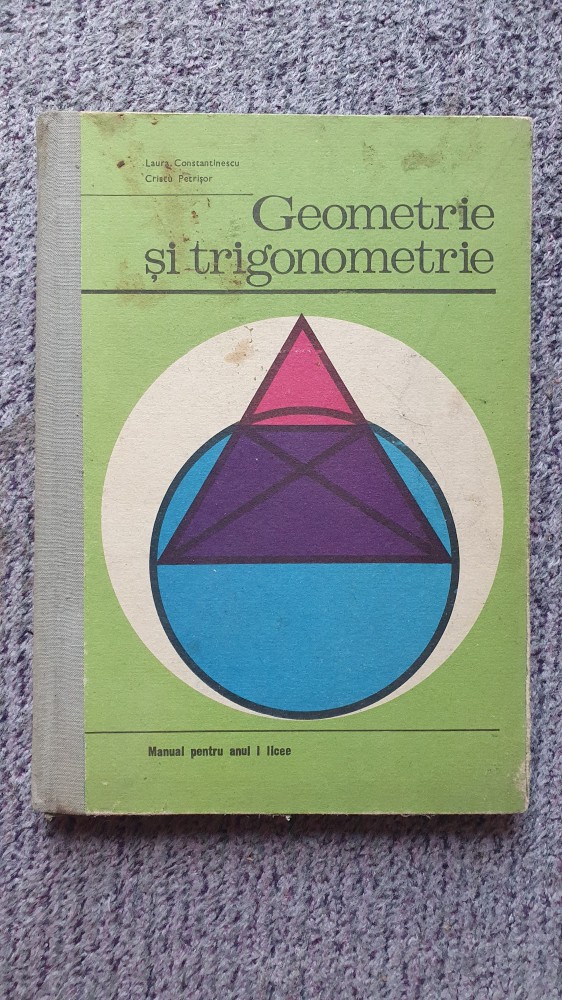 Laura Constantinescu
Cristu Petrișor
Geometrie
și trigonometrie
Manual pentru anul I licee